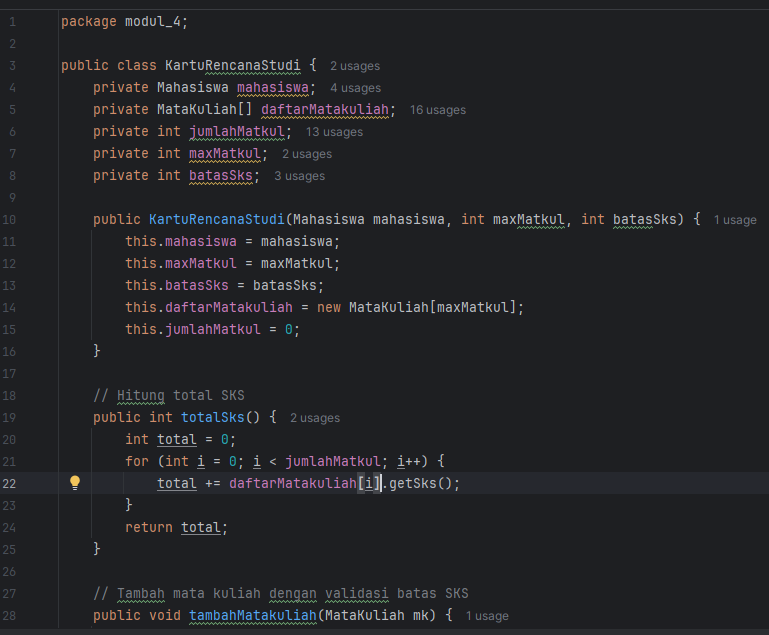 1 package modul_4;
2
3 public class KartuRencanaStudi { 2 usages
4 private Mahasiswa mahasiswa; 4 usages
5 private MataKuliah[] daftarMatakuliah; 16 usages
6 private int jumlahMatkul; 13 usages
7 private int maxMatkul; 2 usages
8 private int batasSks; 3 usages
9
10 public KartuRencanaStudi(Mahasiswa mahasiswa, int maxMatkul, int batasSks) { 1 usage
11 this.mahasiswa = mahasiswa;
12 this.maxMatkul = maxMatkul;
13 this.batasSks = batasSks;
14 this.daftarMatakuliah = new MataKuliah[maxMatkul];
15 this.jumlahMatkul = 0;
16 }
17
18 // Hitung total SKS
19 public int totalSks() { 2 usages
20 int total = 0;
21 for (int i = 0; i < jumlahMatkul; i++) {
22 total += daftarMatakuliah[i].getSks();
23 }
24 return total;
25 }
26
27 // Tambah mata kuliah dengan validasi batas SKS
28 public void tambahMatakuliah(MataKuliah mk) { 1 usage